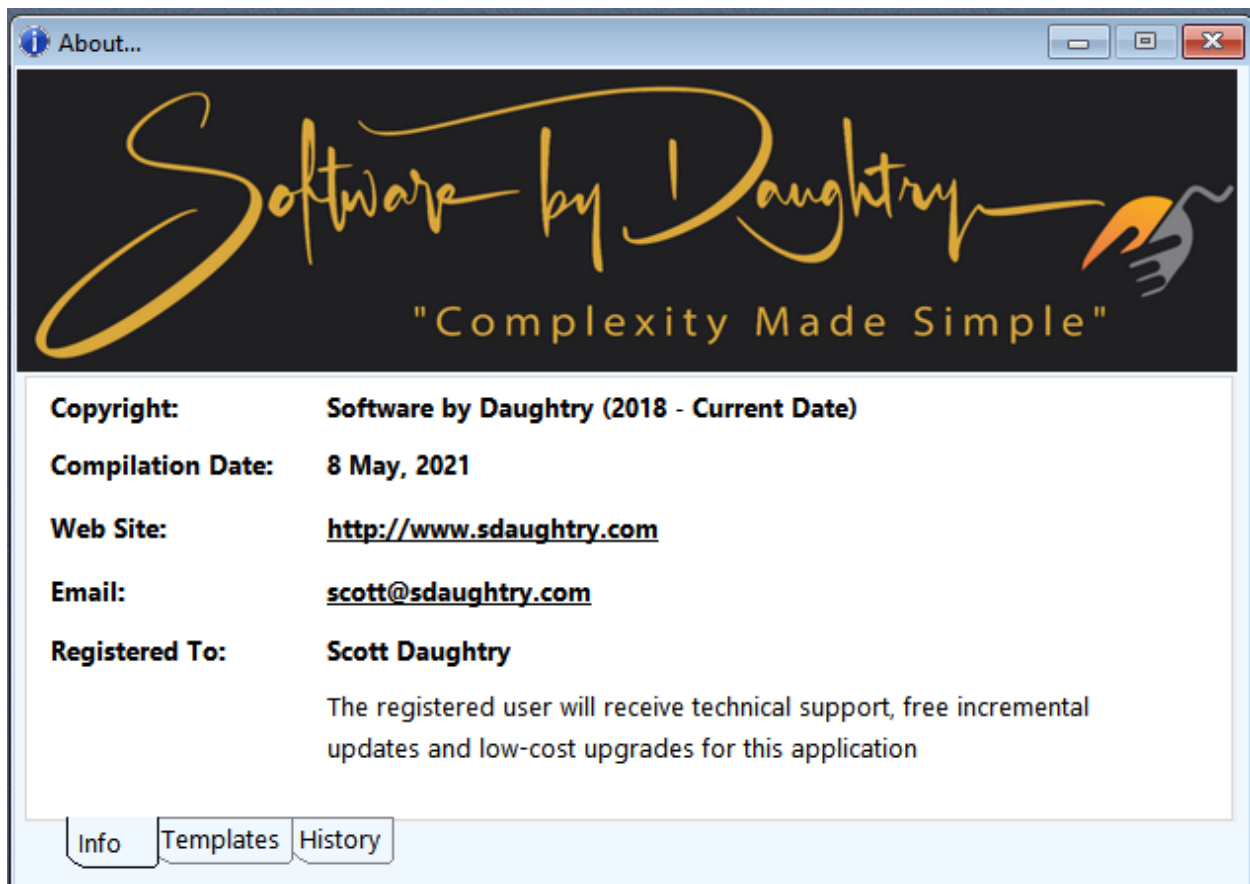 About...
Software by Daughtry
"Complexity Made Simple"
Copyright: Software by Daughtry (2018 - Current Date)
Compilation Date: 8 May, 2021
Web Site: http://www.sdaughtry.com
Email: scott@sdaughtry.com
Registered To: Scott Daughtry
The registered user will receive technical support, free incremental
updates and low-cost upgrades for this application
Info Templates History